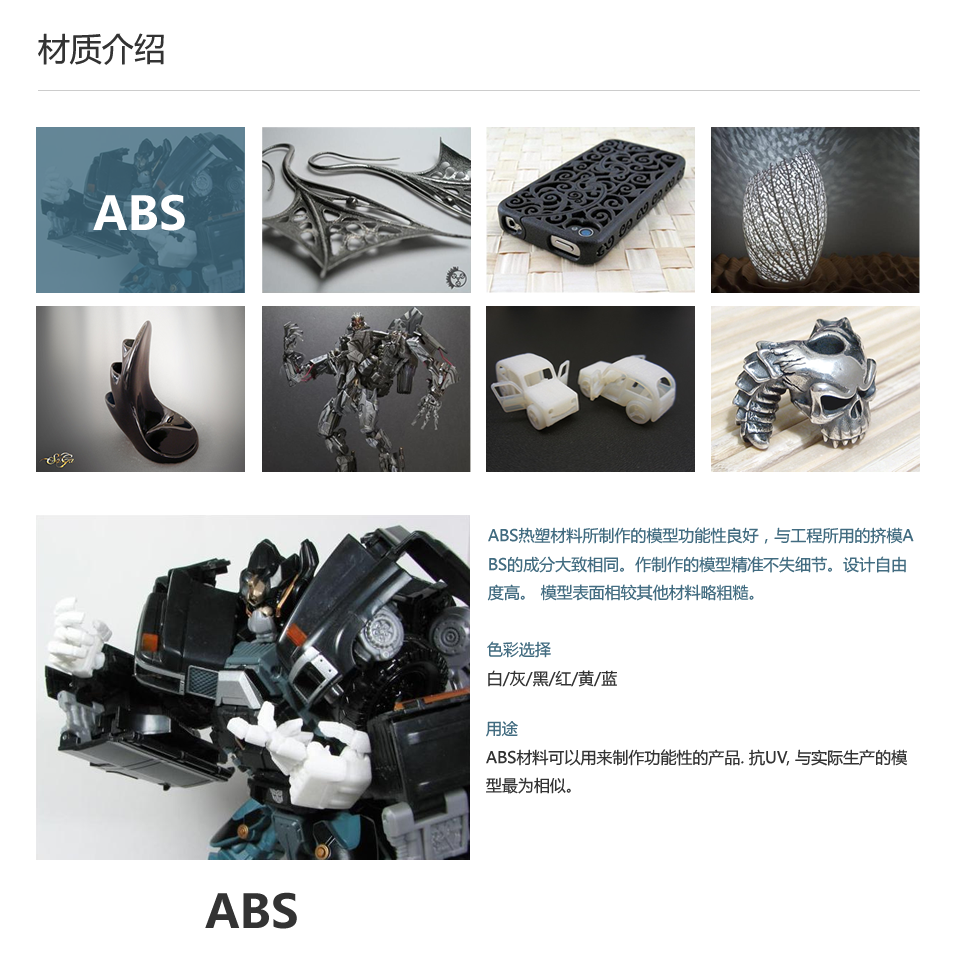 材质介绍
ABS
ABS热塑材料所制作的模型功能性良好，与工程所用的挤模A
BS的成分大致相同。作制作的模型精准不失细节。设计自由
度高。 模型表面相较其他材料略粗糙。
色彩选择
白/灰/黑/红/黄/蓝
用途
ABS材料可以用来制作功能性的产品. 抗UV, 与实际生产的模
型最为相似。
ABS